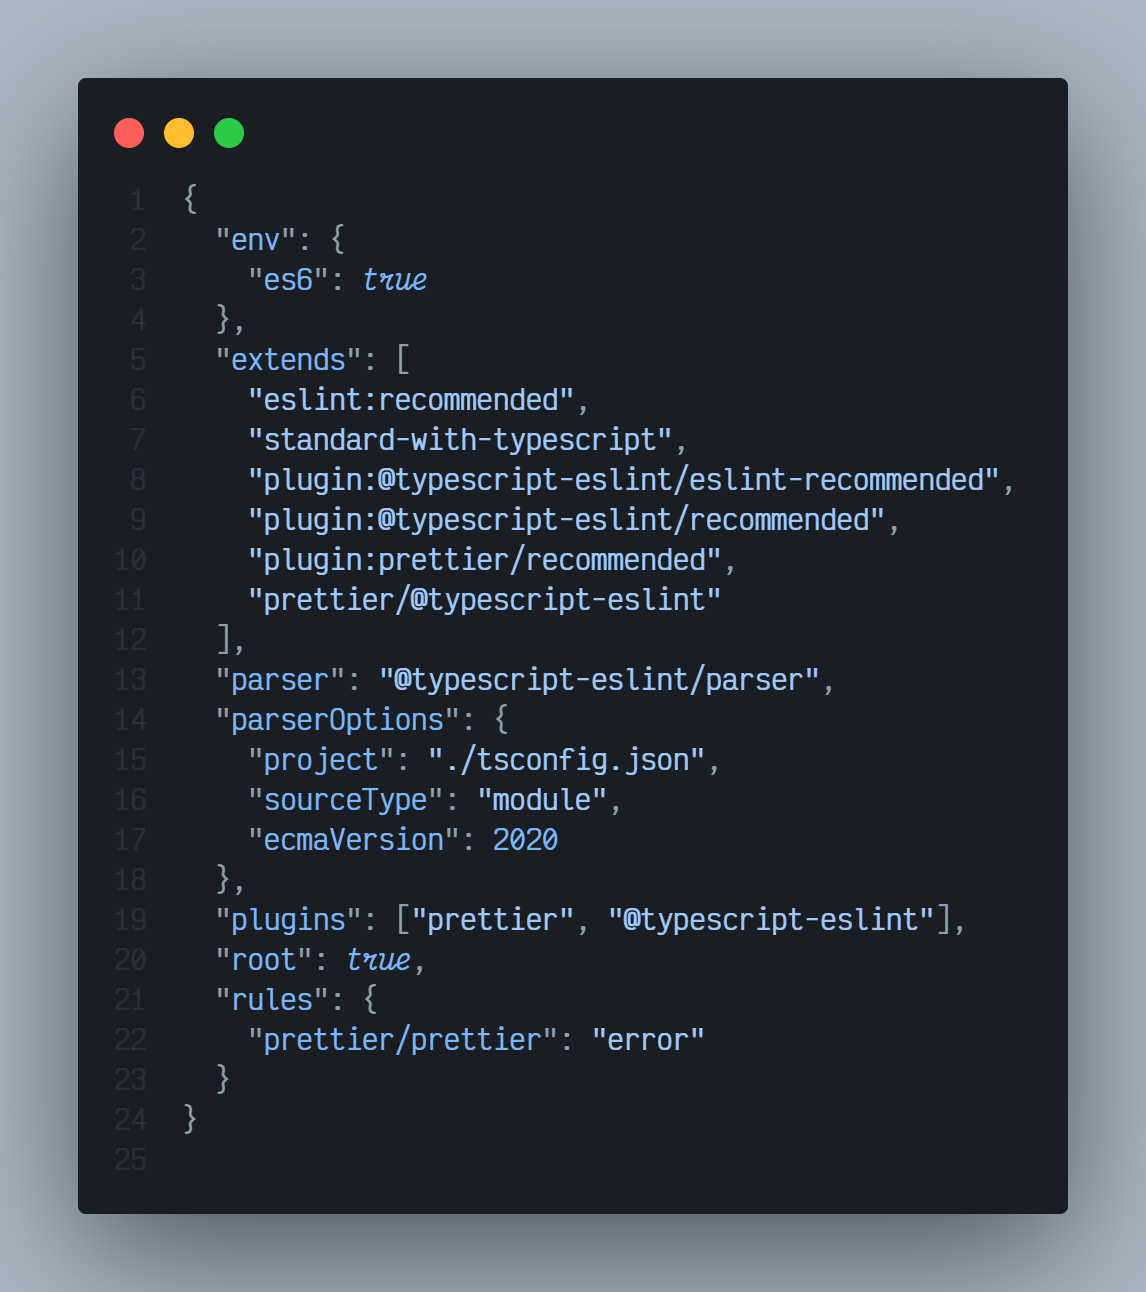 1 {
2   "env": {
3     "es6": true
4   },
5   "extends": [
6     "eslint:recommended",
7     "standard-with-typescript",
8     "plugin:@typescript-eslint/eslint-recommended",
9     "plugin:@typescript-eslint/recommended",
10     "plugin:prettier/recommended",
11     "prettier/@typescript-eslint"
12   ],
13   "parser": "@typescript-eslint/parser",
14   "parserOptions": {
15     "project": "./tsconfig.json",
16     "sourceType": "module",
17     "ecmaVersion": 2020
18   },
19   "plugins": ["prettier", "@typescript-eslint"],
20   "root": true,
21   "rules": {
22     "prettier/prettier": "error"
23   }
24 }
25